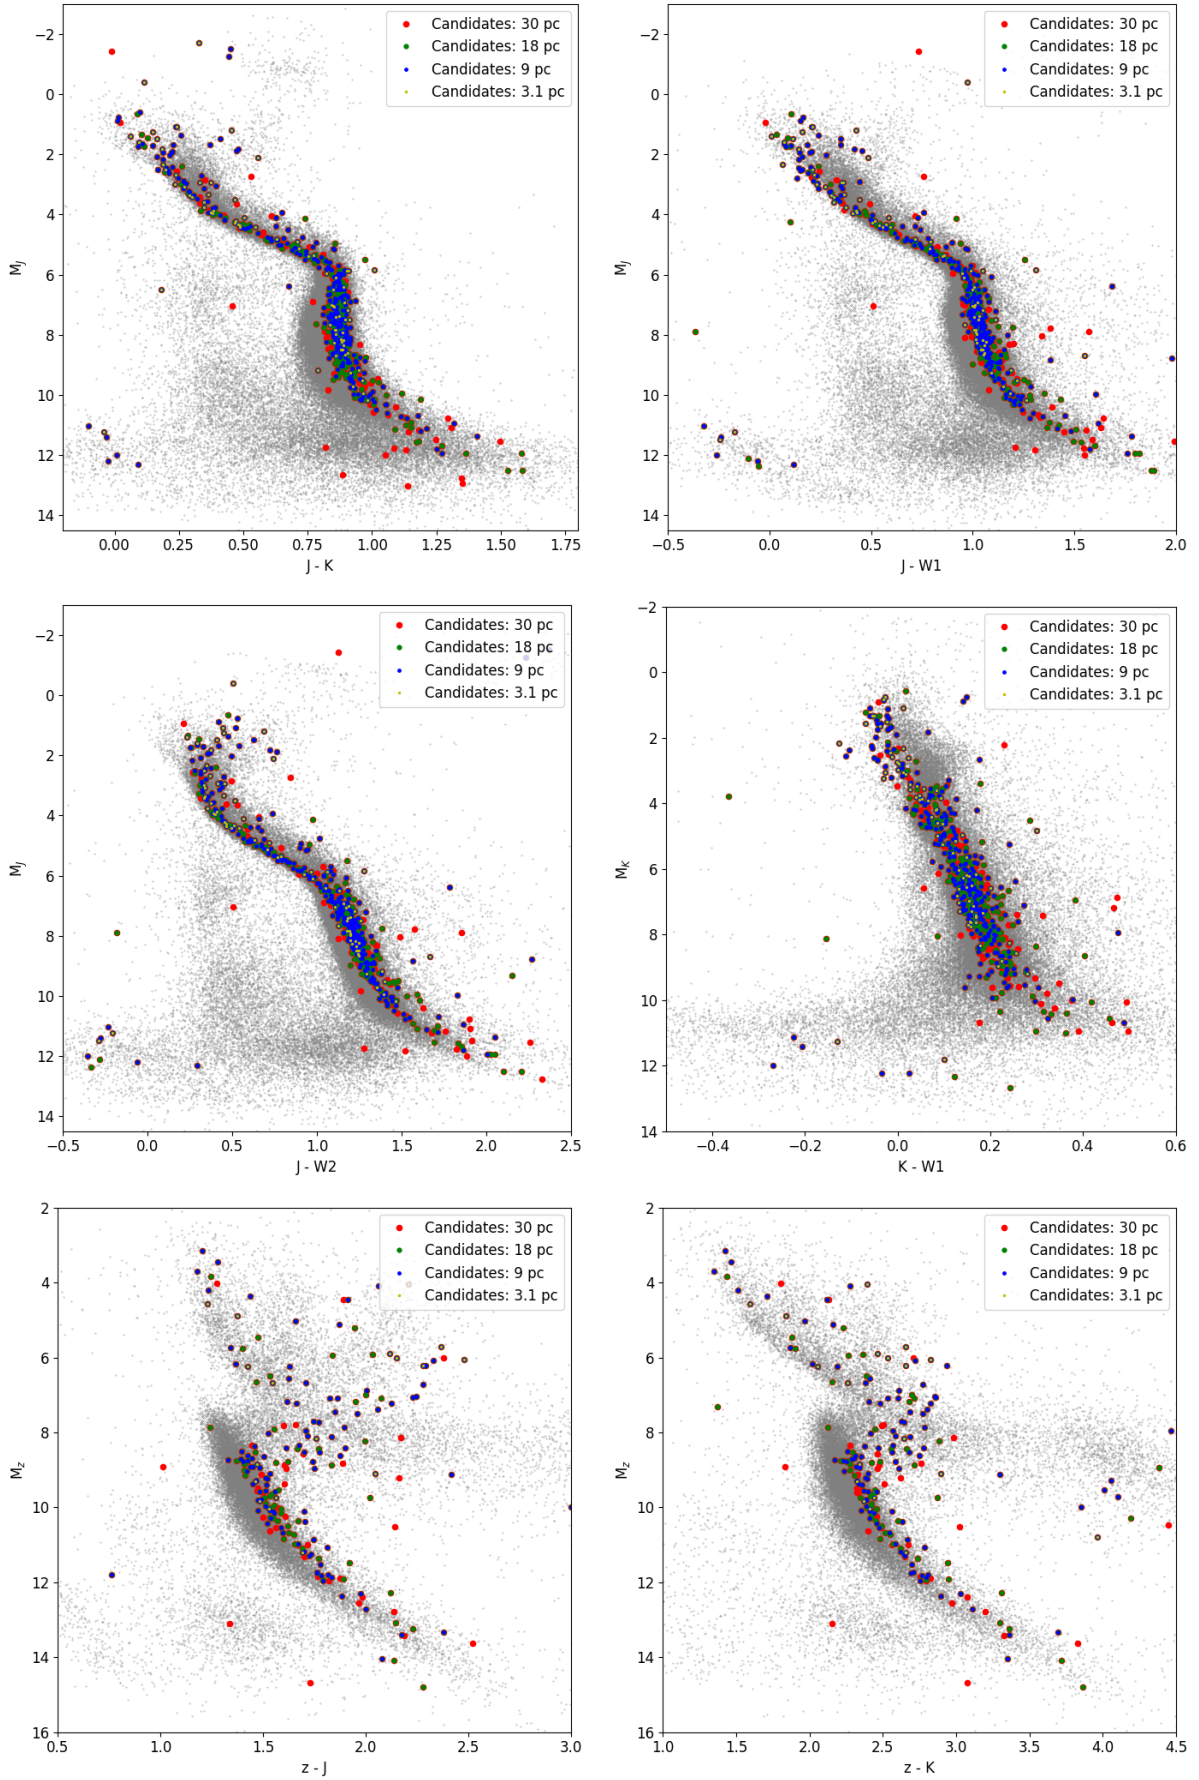 Candidates: 30 pc
Candidates: 18 pc
Candidates: 9 pc
Candidates: 3.1 pc
−2
0
2
4
6
8
10
12
14
M_J
0.00 0.25 0.50 0.75 1.00 1.25 1.50 1.75
J - K
Candidates: 30 pc
Candidates: 18 pc
Candidates: 9 pc
Candidates: 3.1 pc
−2
0
2
4
6
8
10
12
14
M_J
−0.5 0.0 0.5 1.0 1.5 2.0
J - W1
Candidates: 30 pc
Candidates: 18 pc
Candidates: 9 pc
Candidates: 3.1 pc
−2
0
2
4
6
8
10
12
14
M_J
−0.5 0.0 0.5 1.0 1.5 2.0 2.5
J - W2
Candidates: 30 pc
Candidates: 18 pc
Candidates: 9 pc
Candidates: 3.1 pc
−2
0
2
4
6
8
10
12
14
M_K
−0.4 −0.2 0.0 0.2 0.4 0.6
K - W1
Candidates: 30 pc
Candidates: 18 pc
Candidates: 9 pc
Candidates: 3.1 pc
2
4
6
8
10
12
14
16
M_z
0.5 1.0 1.5 2.0 2.5 3.0
z - J
Candidates: 30 pc
Candidates: 18 pc
Candidates: 9 pc
Candidates: 3.1 pc
2
4
6
8
10
12
14
16
M_z
1.0 1.5 2.0 2.5 3.0 3.5 4.0 4.5
z - K